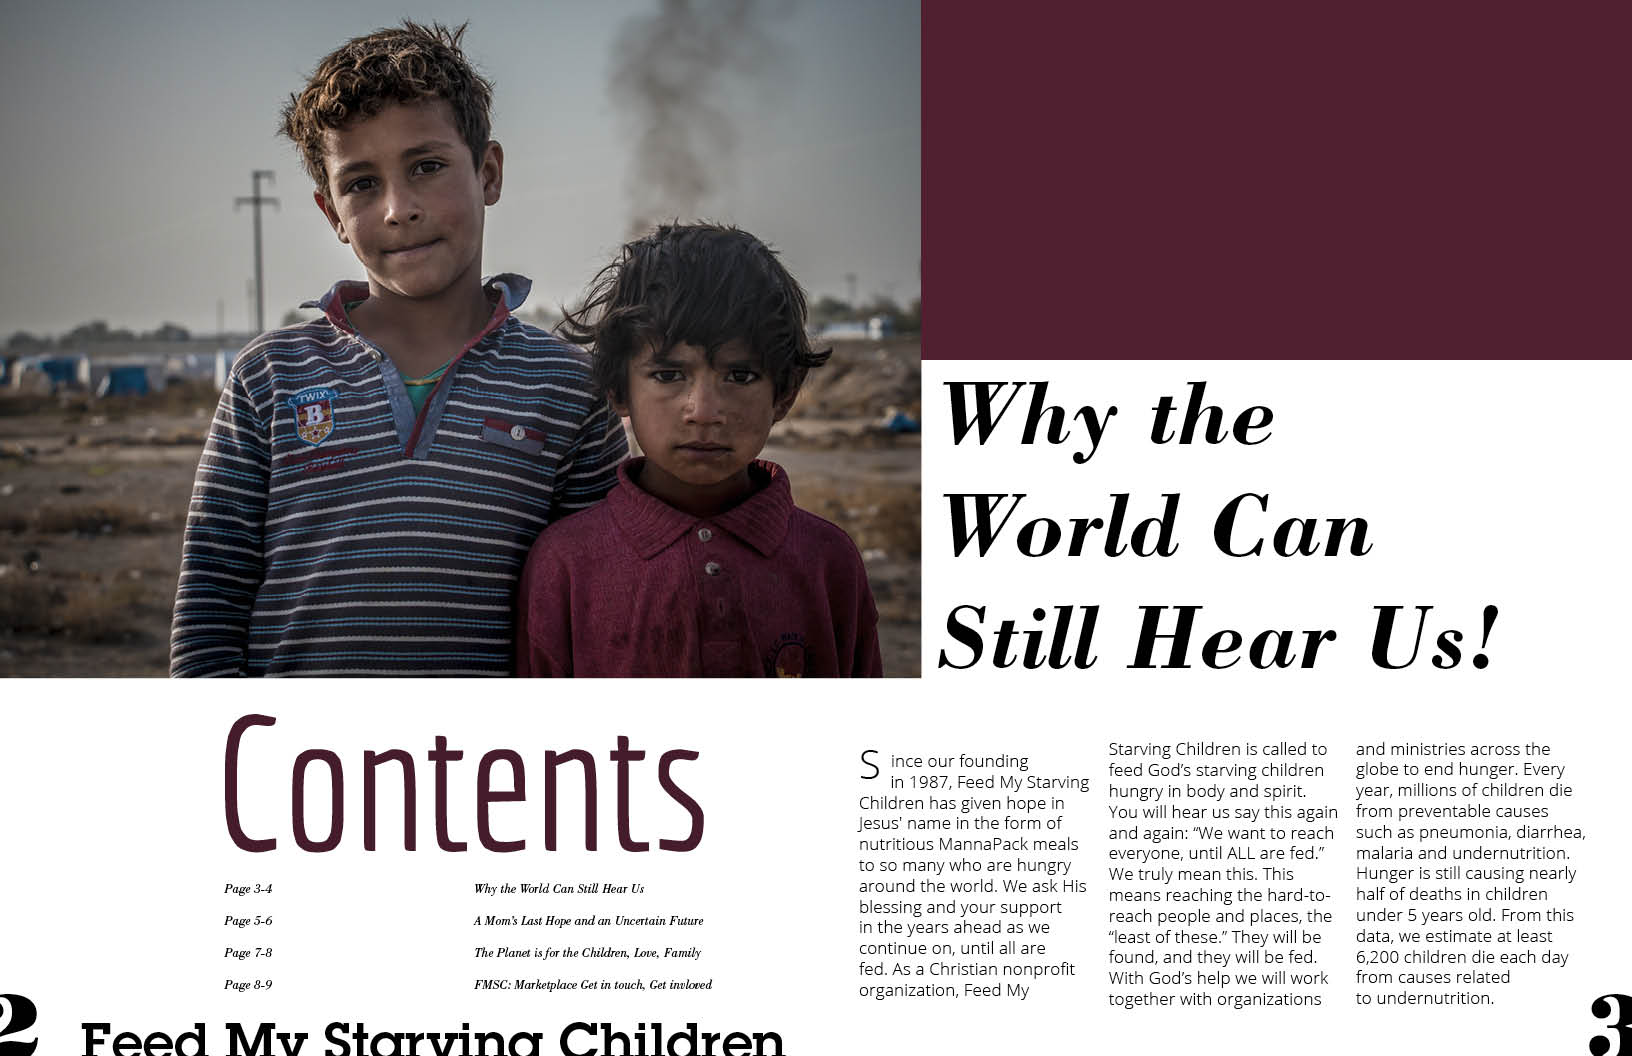 TWIXI
B
Why the
World Can
Still Hear Us!
Contents
Page 3-4 Why the World Can Still Hear Us
Page 5-6 A Mom's Last Hope and an Uncertain Future
Page 7-8 The Planet is for the Children, Love, Family
Page 8-9 FMSC: Marketplace Get in touch, Get invloved
Since our founding
in 1987, Feed My Starving
Children has given hope in
Jesus' name in the form of
nutritious MannaPack meals
to so many who are hungry
around the world. We ask His
blessing and your support
in the years ahead as we
continue on, until all are
fed. As a Christian nonprofit
organization, Feed My
Starving Children is called to
feed God’s starving children
hungry in body and spirit.
You will hear us say this again
and again: “We want to reach
everyone, until ALL are fed.”
We truly mean this. This
means reaching the hard-to-
reach people and places, the
“least of these.” They will be
found, and they will be fed.
With God’s help we will work
together with organizations
and ministries across the
globe to end hunger. Every
year, millions of children die
from preventable causes
such as pneumonia, diarrhea,
malaria and undernutrition.
Hunger is still causing nearly
half of deaths in children
under 5 years old. From this
data, we estimate at least
6,200 children die each day
from causes related
to undernutrition.
2
Feed My Starving Children
3